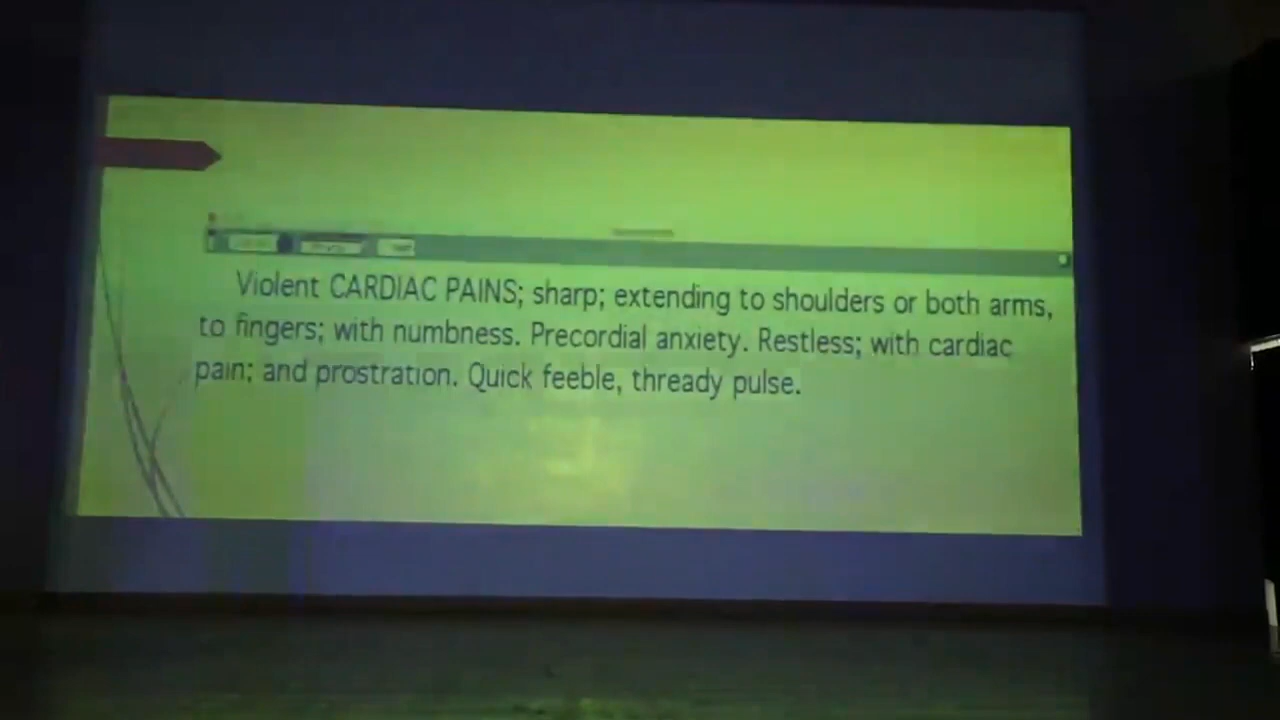 Violent CARDIAC PAINS; sharp; extending to shoulders or both arms,
to fingers; with numbness. Precordial anxiety. Restless; with cardiac
pain; and prostration. Quick feeble, thready pulse.